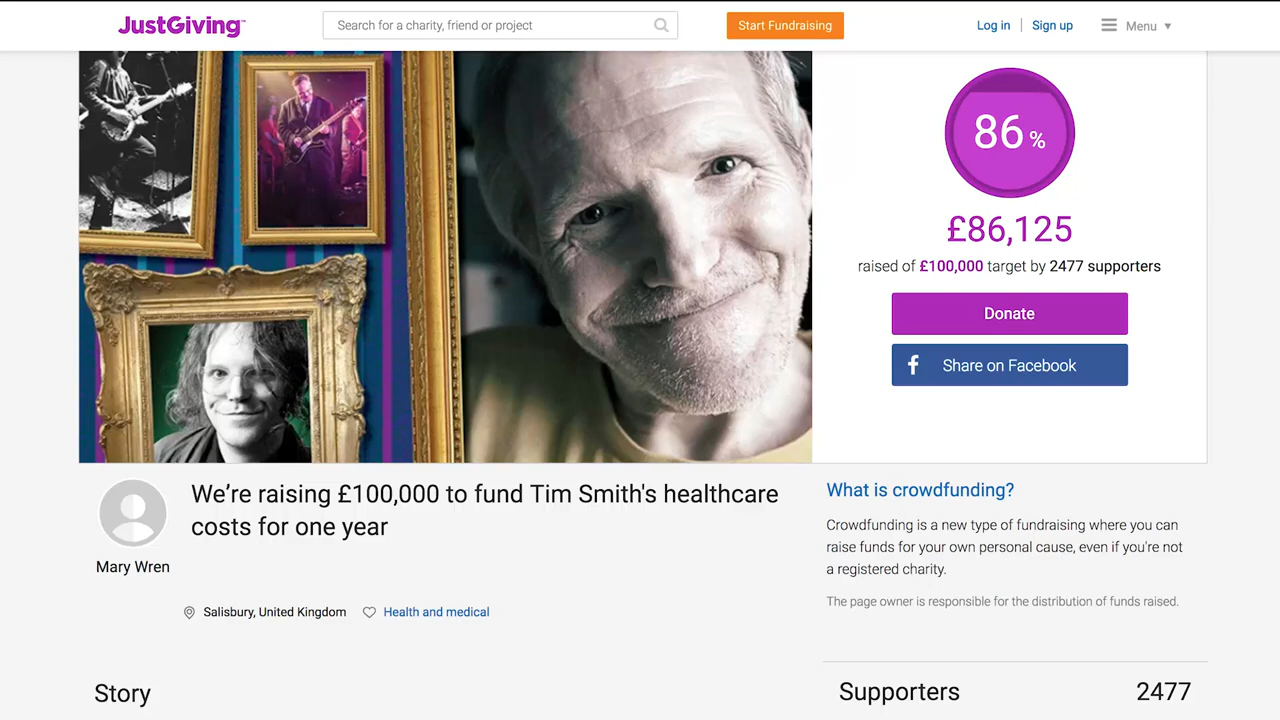 JustGiving™
Search for a charity, friend or project
Start Fundraising
Log in
Sign up
Menu
86 %
£86,125
raised of £100,000 target by 2477 supporters
Donate
Share on Facebook
We’re raising £100,000 to fund Tim Smith's healthcare
costs for one year
Mary Wren
Salisbury, United Kingdom
Health and medical
What is crowdfunding?
Crowdfunding is a new type of fundraising where you can
raise funds for your own personal cause, even if you're not
a registered charity.
The page owner is responsible for the distribution of funds raised.
Story
Supporters
2477